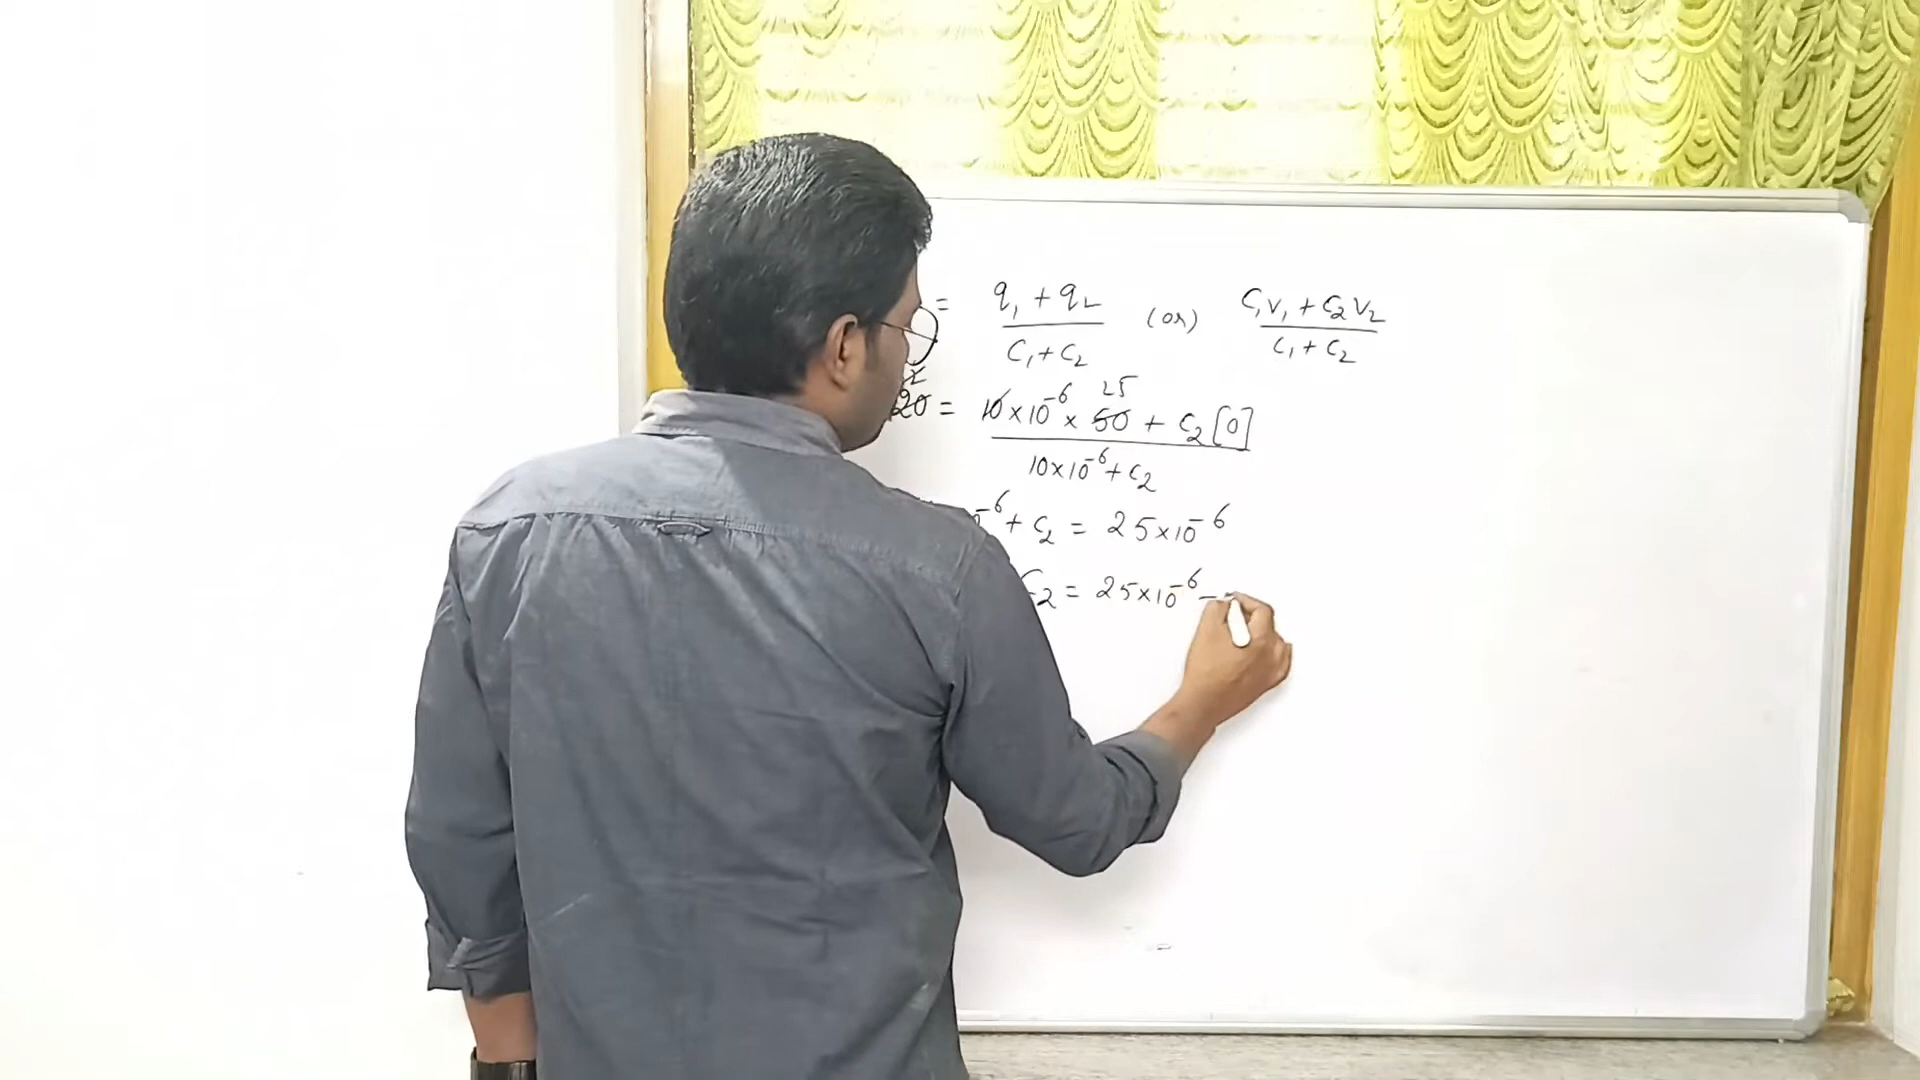 = q₁ + q₂ / C₁ + C₂ (or) C₁V₁ + C₂V₂ / C₁ + C₂
20 = 10×10⁻⁶ × 50 + C₂[0] / 10×10⁻⁶ + C₂
2 25
⁻⁶ + C₂ = 25×10⁻⁶
C₂ = 25×10⁻⁶ –